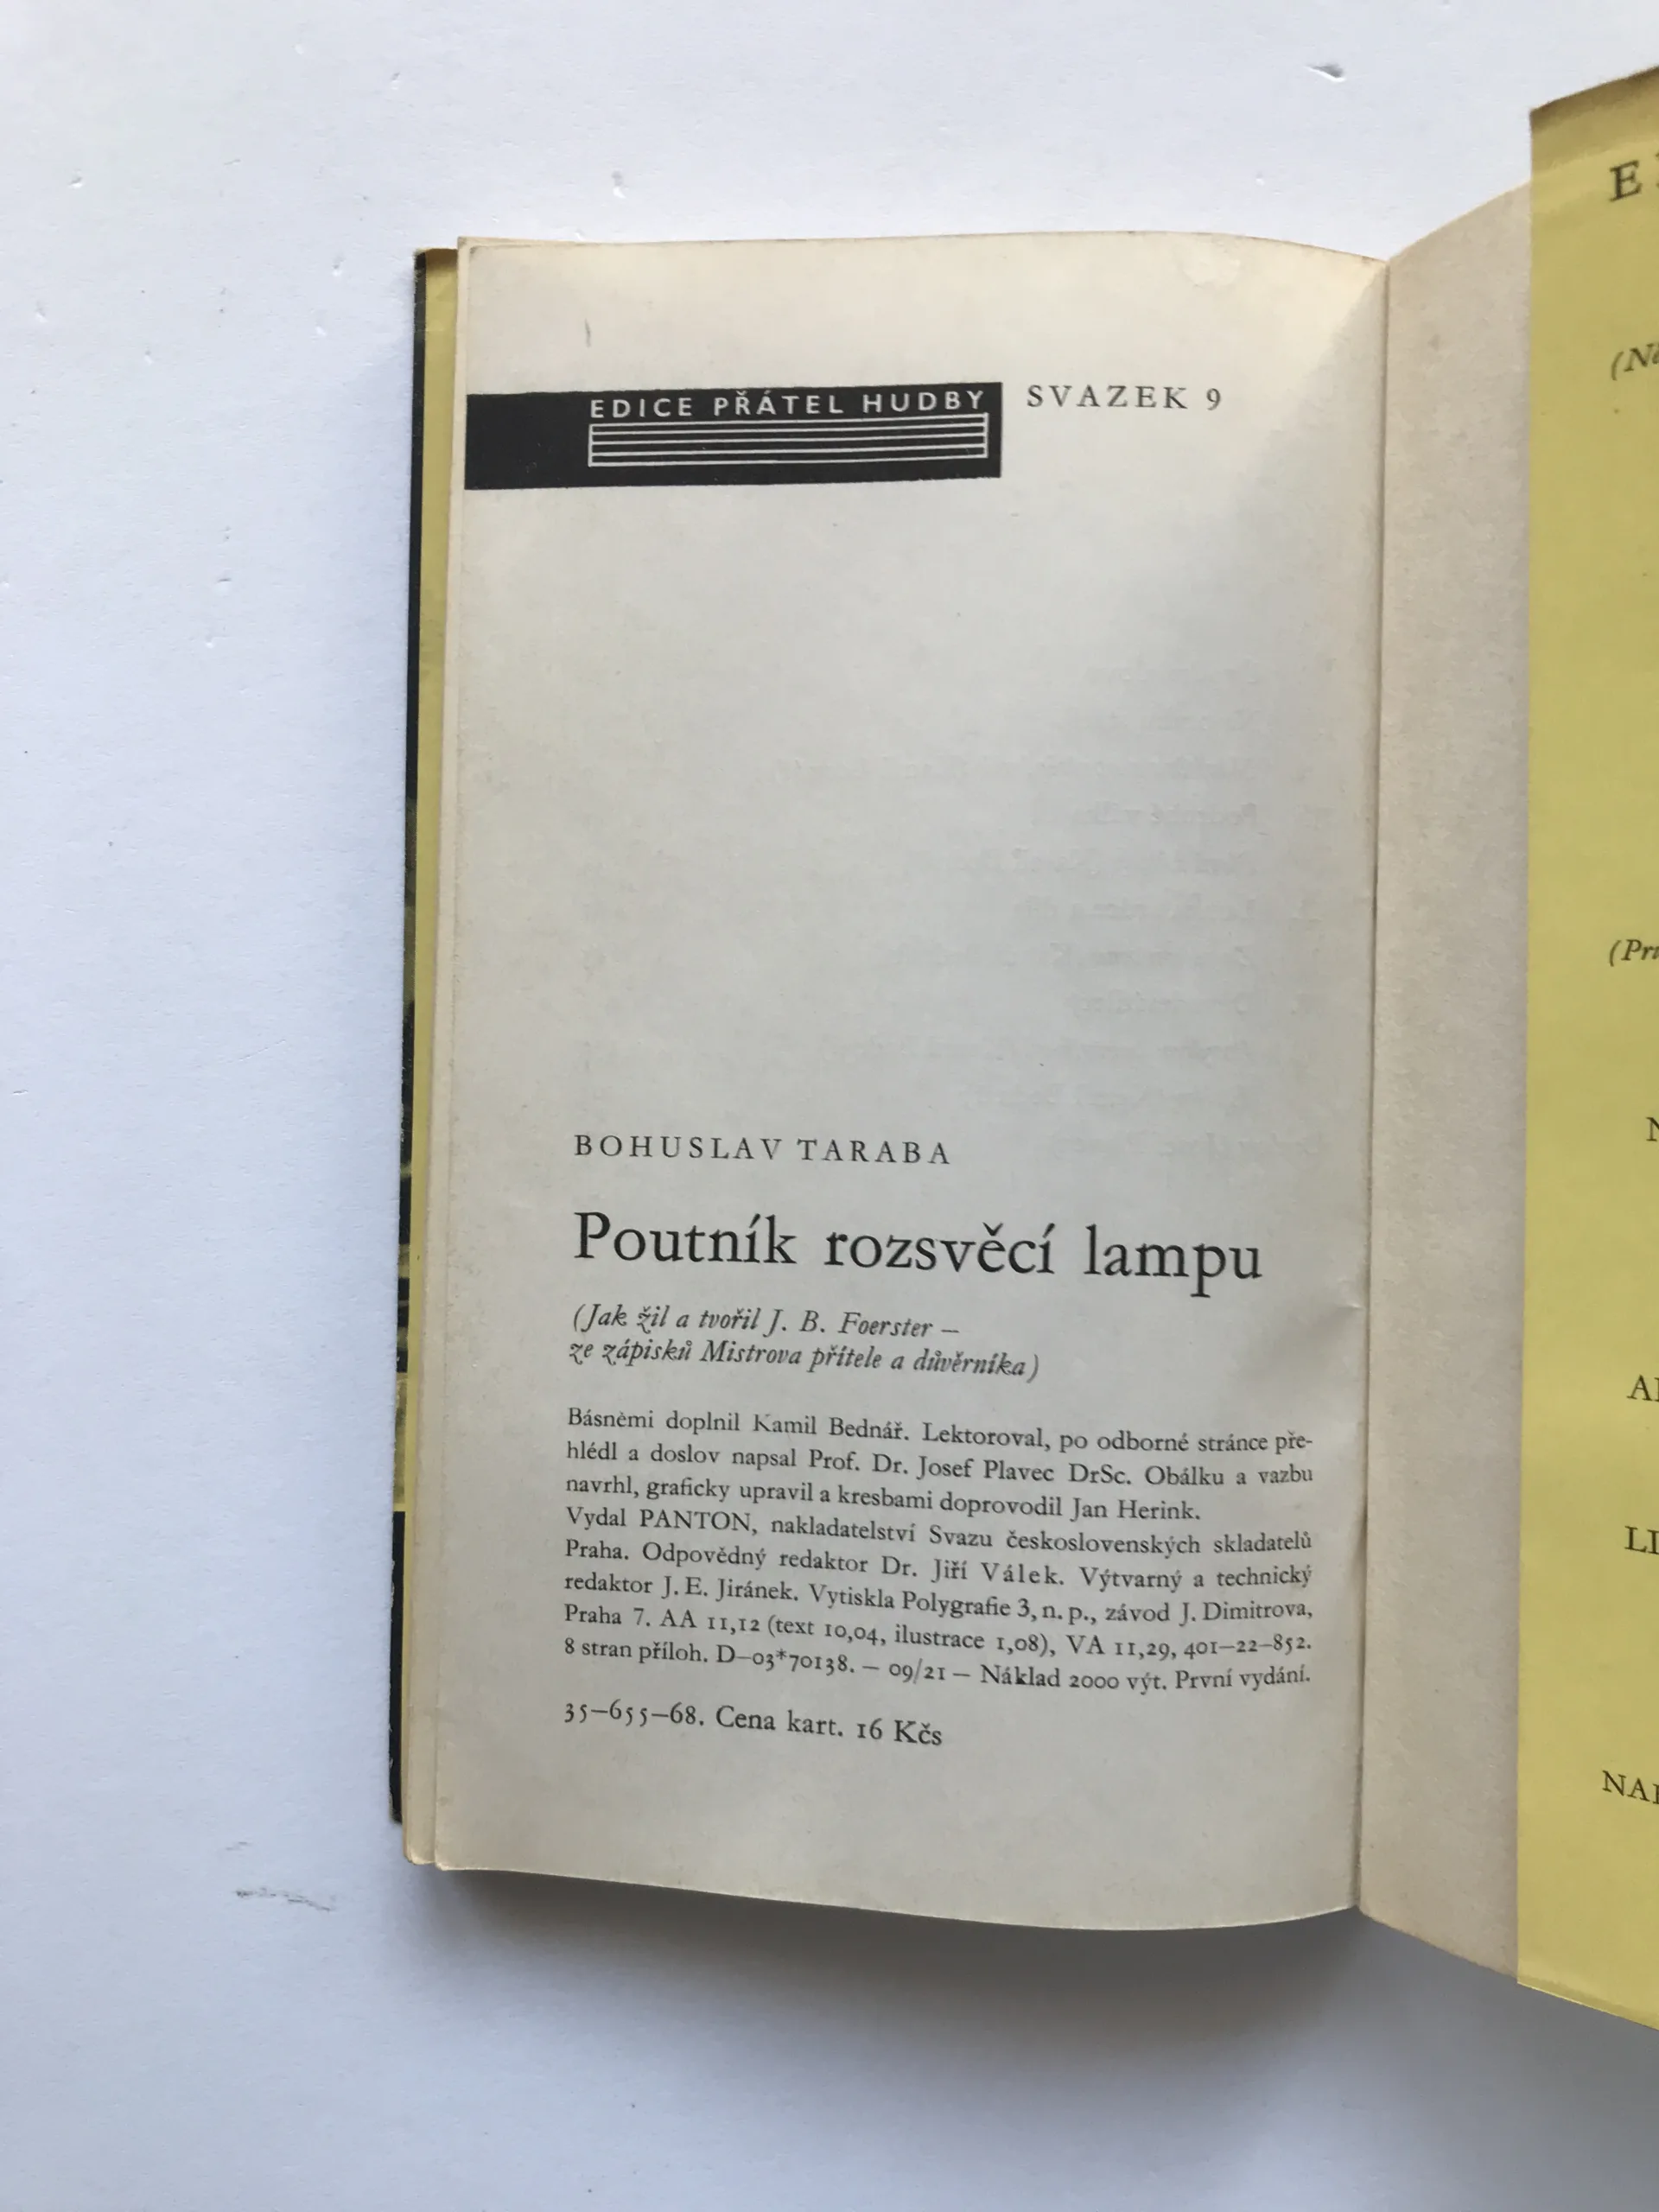 EDICE PŘÁTEL HUDBY
SVAZEK 9
BOHUSLAV TARABA
Poutník rozsvěcí lampu
(Jak žil a tvořil J. B. Foerster –
ze zápisků Mistrova přítele a důvěrníka)
Básněmi doplnil Kamil Bednář. Lektoroval, po odborné stránce pře-
hlédl a doslov napsal Prof. Dr. Josef Plavec DrSc. Obálku a vazbu
navrhl, graficky upravil a kresbami doprovodil Jan Herink.
Vydal PANTON, nakladatelství Svazu československých skladatelů
Praha. Odpovědný redaktor Dr. Jiří Válek. Výtvarný a technický
redaktor J. E. Jiránek. Vytiskla Polygrafie 3, n. p., závod J. Dimitrova,
Praha 7. AA 11,12 (text 10,04, ilustrace 1,08), VA 11,29, 401–22–852.
8 stran příloh. D–03*70138. – 09/21 – Náklad 2000 výt. První vydání.
35–655–68. Cena kart. 16 Kčs